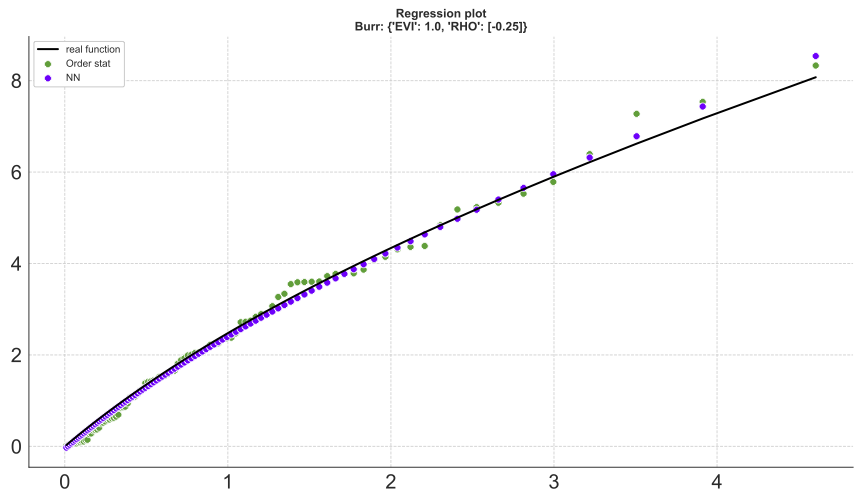 Regression plot
Burr: {'EVI': 1.0, 'RHO': [-0.25]}
real function
Order stat
NN
8
6
4
2
0
0 1 2 3 4